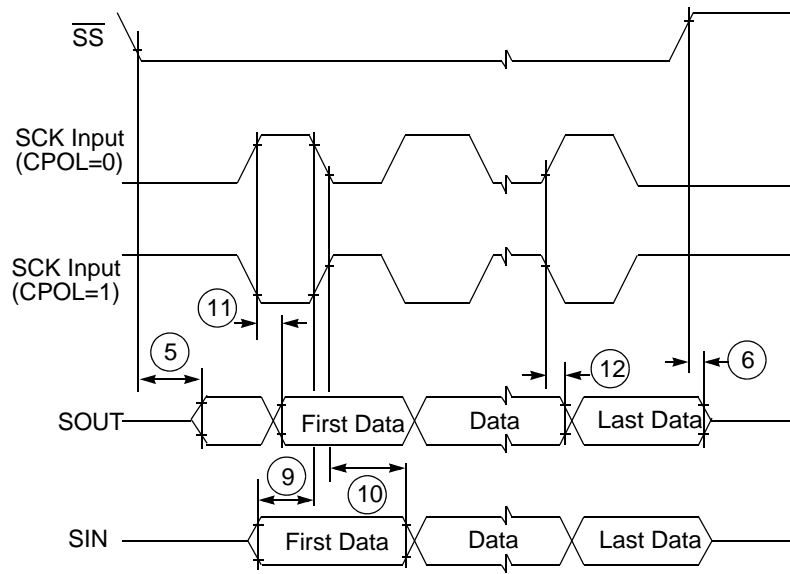 SS
SCK Input
(CPOL=0)
SCK Input
(CPOL=1)
11
5
12
6
SOUT
First Data
Data
Last Data
9
10
SIN
First Data
Data
Last Data